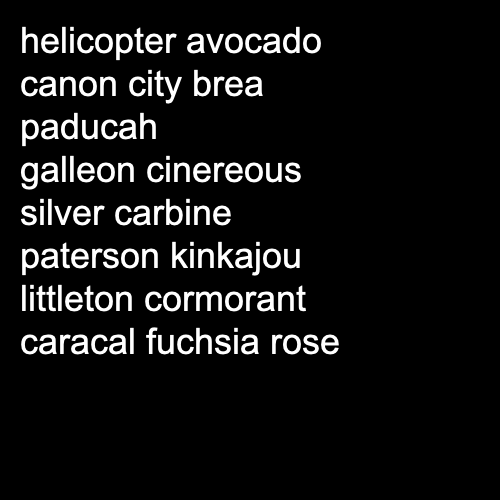 helicopter avocado
canon city brea
paducah
galleon cinereous
silver carbine
paterson kinkajou
littleton cormorant
caracal fuchsia rose